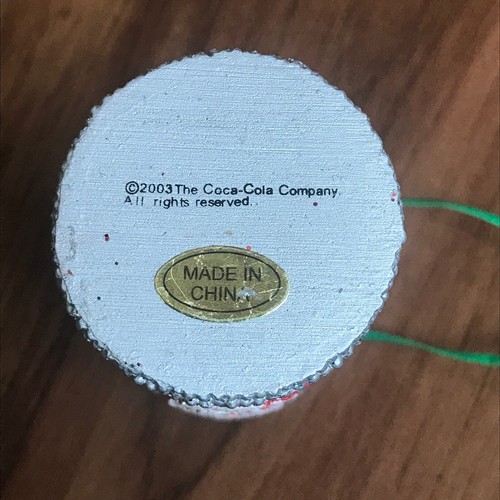 ©2003 The Coca-Cola Company.
All rights reserved.
MADE IN
CHINA